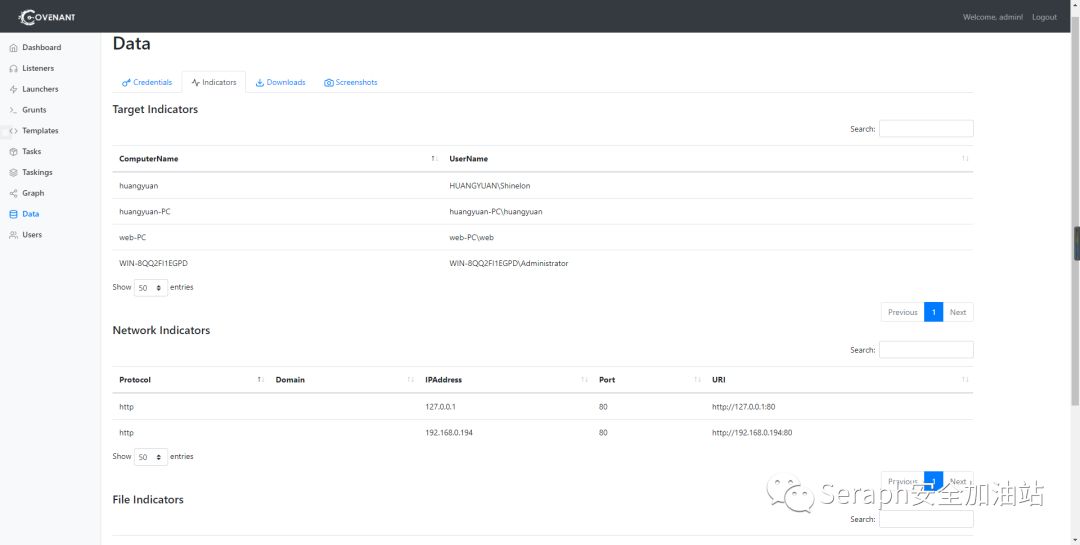 COVENANT
Welcome, admin! Logout
Dashboard
Listeners
Launchers
Grunts
Templates
Tasks
Taskings
Graph
Data
Users
Data
Credentials Indicators Downloads Screenshots
Target Indicators
Search:
ComputerName UserName
huangyuan HUANGYUAN\Shinelon
huangyuan-PC huangyuan-PC\huangyuan
web-PC web-PC\web
WIN-8QQ2FI1EGPD WIN-8QQ2FI1EGPD\Administrator
Show 50 entries
Previous 1 Next
Network Indicators
Search:
Protocol Domain IPAddress Port URI
http 127.0.0.1 80 http://127.0.0.1:80
http 192.168.0.194 80 http://192.168.0.194:80
Show 50 entries
Previous 1 Next
File Indicators
Seraph安全加油站
Search: